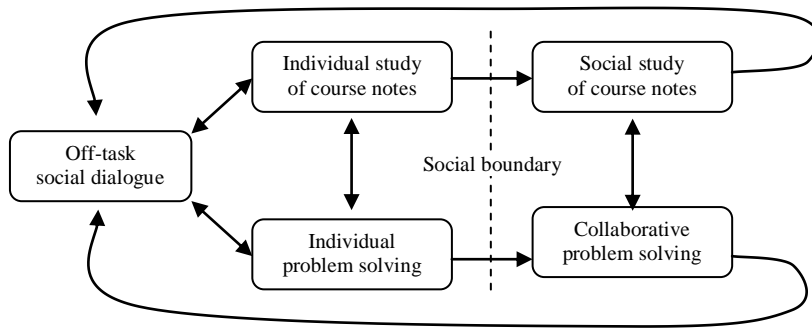 Individual study
of course notes
Social study
of course notes
Off-task
social dialogue
Social boundary
Individual
problem solving
Collaborative
problem solving